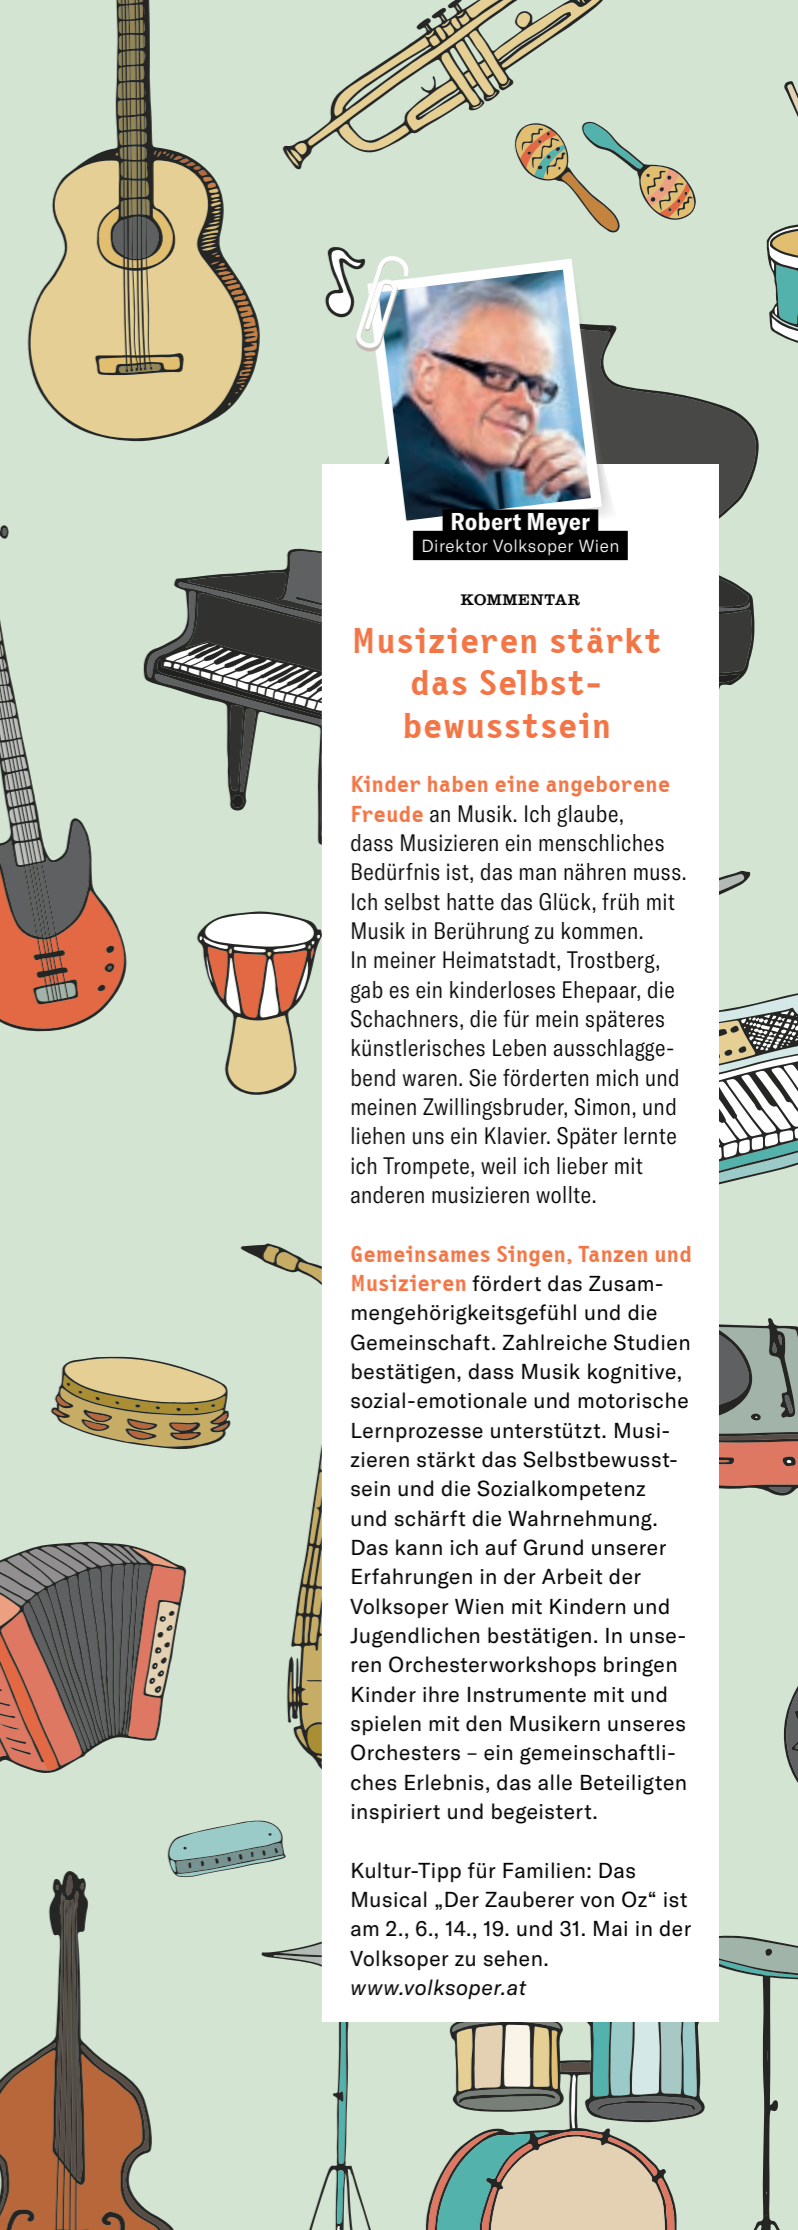 Robert Meyer
Direktor Volksoper Wien
KOMMENTAR
Musizieren stärkt
das Selbst-
bewusstsein
Kinder haben eine angeborene
Freude an Musik. Ich glaube,
dass Musizieren ein menschliches
Bedürfnis ist, das man nähren muss.
Ich selbst hatte das Glück, früh mit
Musik in Berührung zu kommen.
In meiner Heimatstadt, Trostberg,
gab es ein kinderloses Ehepaar, die
Schachners, die für mein späteres
künstlerisches Leben ausschlagge-
bend waren. Sie förderten mich und
meinen Zwillingsbruder, Simon, und
liehen uns ein Klavier. Später lernte
ich Trompete, weil ich lieber mit
anderen musizieren wollte.
Gemeinsames Singen, Tanzen und
Musizieren fördert das Zusam-
mengehörigkeitsgefühl und die
Gemeinschaft. Zahlreiche Studien
bestätigen, dass Musik kognitive,
sozial-emotionale und motorische
Lernprozesse unterstützt. Musi-
zieren stärkt das Selbstbewusst-
sein und die Sozialkompetenz
und schärft die Wahrnehmung.
Das kann ich auf Grund unserer
Erfahrungen in der Arbeit der
Volksoper Wien mit Kindern und
Jugendlichen bestätigen. In unse-
ren Orchesterworkshops bringen
Kinder ihre Instrumente mit und
spielen mit den Musikern unseres
Orchesters – ein gemeinschaftli-
ches Erlebnis, das alle Beteiligten
inspiriert und begeistert.
Kultur-Tipp für Familien: Das
Musical „Der Zauberer von Oz“ ist
am 2., 6., 14., 19. und 31. Mai in der
Volksoper zu sehen.
www.volksoper.at